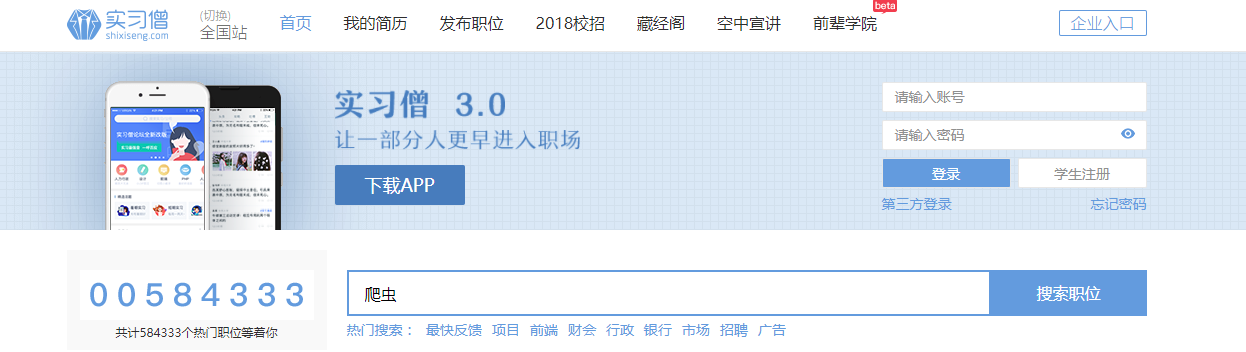 实习僧
shixiseng.com
(切换)
全国站
首页 我的简历 发布职位 2018校招 藏经阁 空中宣讲 前辈学院 beta
企业入口
实习僧 3.0
让一部分人更早进入职场
下载APP
请输入账号
请输入密码
登录 学生注册
第三方登录 忘记密码
00584333
共计584333个热门职位等着你
爬虫
搜索职位
热门搜索： 最快反馈 项目 前端 财会 行政 银行 市场 招聘 广告